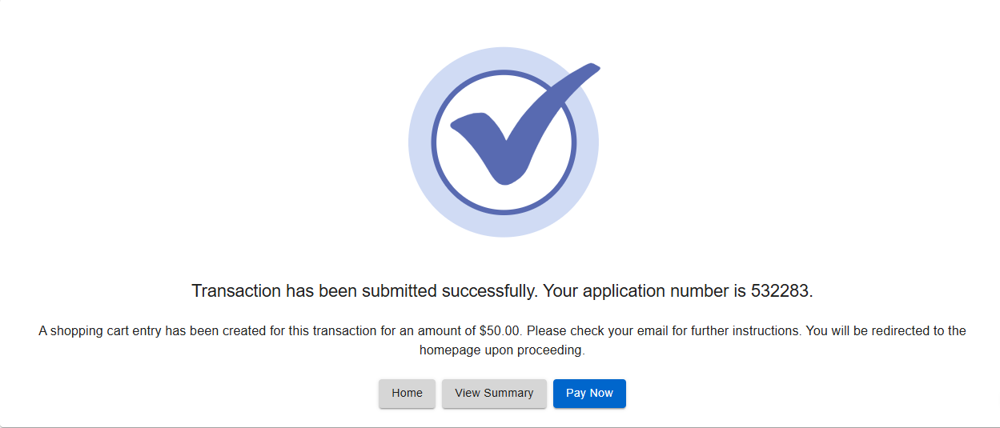 Transaction has been submitted successfully. Your application number is 532283.
A shopping cart entry has been created for this transaction for an amount of $50.00. Please check your email for further instructions. You will be redirected to the
homepage upon proceeding.
Home View Summary Pay Now